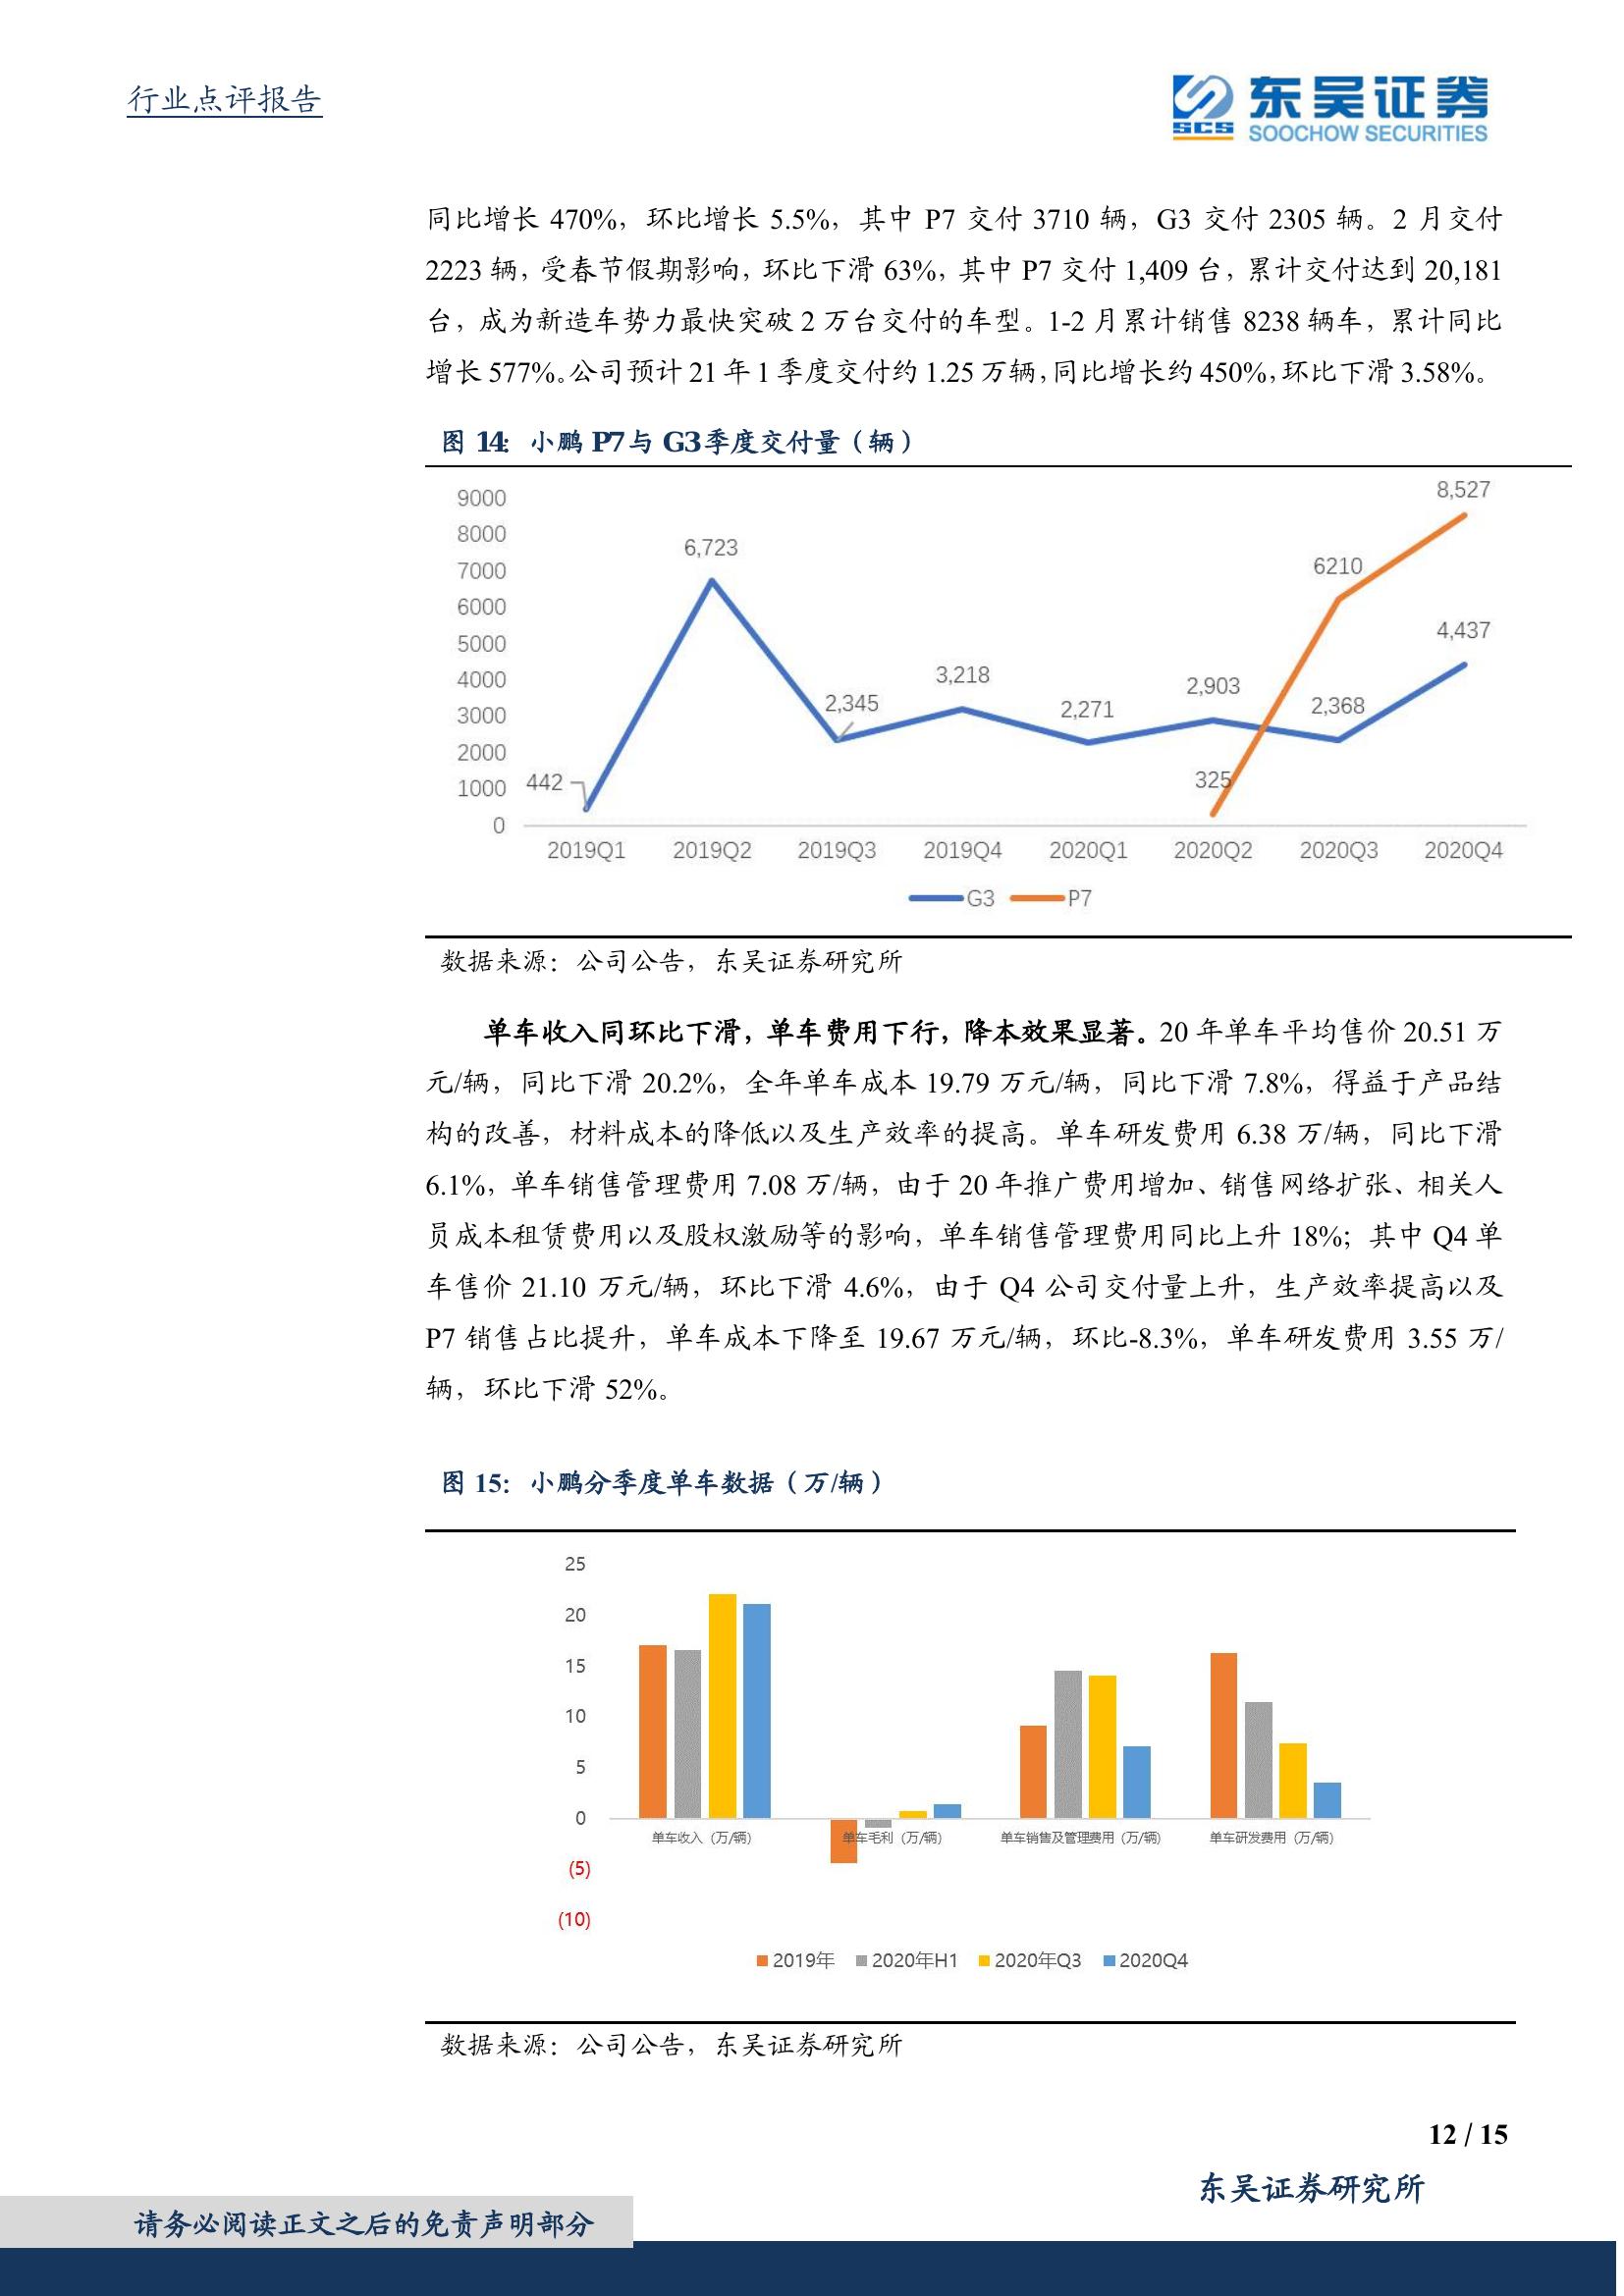 行业点评报告
SCS
东吴证券
SOOCHOW SECURITIES
同比增长 470%，环比增长 5.5%，其中 P7 交付 3710 辆，G3 交付 2305 辆。2 月交付
2223 辆，受春节假期影响，环比下滑 63%，其中 P7 交付 1,409 台，累计交付达到 20,181
台，成为新造车势力最快突破 2 万台交付的车型。1-2 月累计销售 8238 辆车，累计同比
增长 577%。公司预计 21 年 1 季度交付约 1.25 万辆，同比增长约 450%，环比下滑 3.58%。
图 14: 小鹏 P7 与 G3 季度交付量（辆）
9000
8000
7000
6000
5000
4000
3000
2000
1000
0
442
6,723
2,345
3,218
2,271
2,903
2,368
4,437
325
6210
8,527
2019Q1 2019Q2 2019Q3 2019Q4 2020Q1 2020Q2 2020Q3 2020Q4
G3 P7
数据来源：公司公告，东吴证券研究所
单车收入同环比下滑，单车费用下行，降本效果显著。20 年单车平均售价 20.51 万
元/辆，同比下滑 20.2%，全年单车成本 19.79 万元/辆，同比下滑 7.8%，得益于产品结
构的改善，材料成本的降低以及生产效率的提高。单车研发费用 6.38 万/辆，同比下滑
6.1%，单车销售管理费用 7.08 万/辆，由于 20 年推广费用增加、销售网络扩张、相关人
员成本租赁费用以及股权激励等的影响，单车销售管理费用同比上升 18%；其中 Q4 单
车售价 21.10 万元/辆，环比下滑 4.6%，由于 Q4 公司交付量上升，生产效率提高以及
P7 销售占比提升，单车成本下降至 19.67 万元/辆，环比-8.3%，单车研发费用 3.55 万/
辆，环比下滑 52%。
图 15: 小鹏分季度单车数据（万/辆）
25
20
15
10
5
0
(5)
(10)
单车收入（万/辆） 单车毛利（万/辆） 单车销售及管理费用（万/辆） 单车研发费用（万/辆）
2019年 2020年H1 2020年Q3 2020Q4
数据来源：公司公告，东吴证券研究所
12 / 15
东吴证券研究所
请务必阅读正文之后的免责声明部分